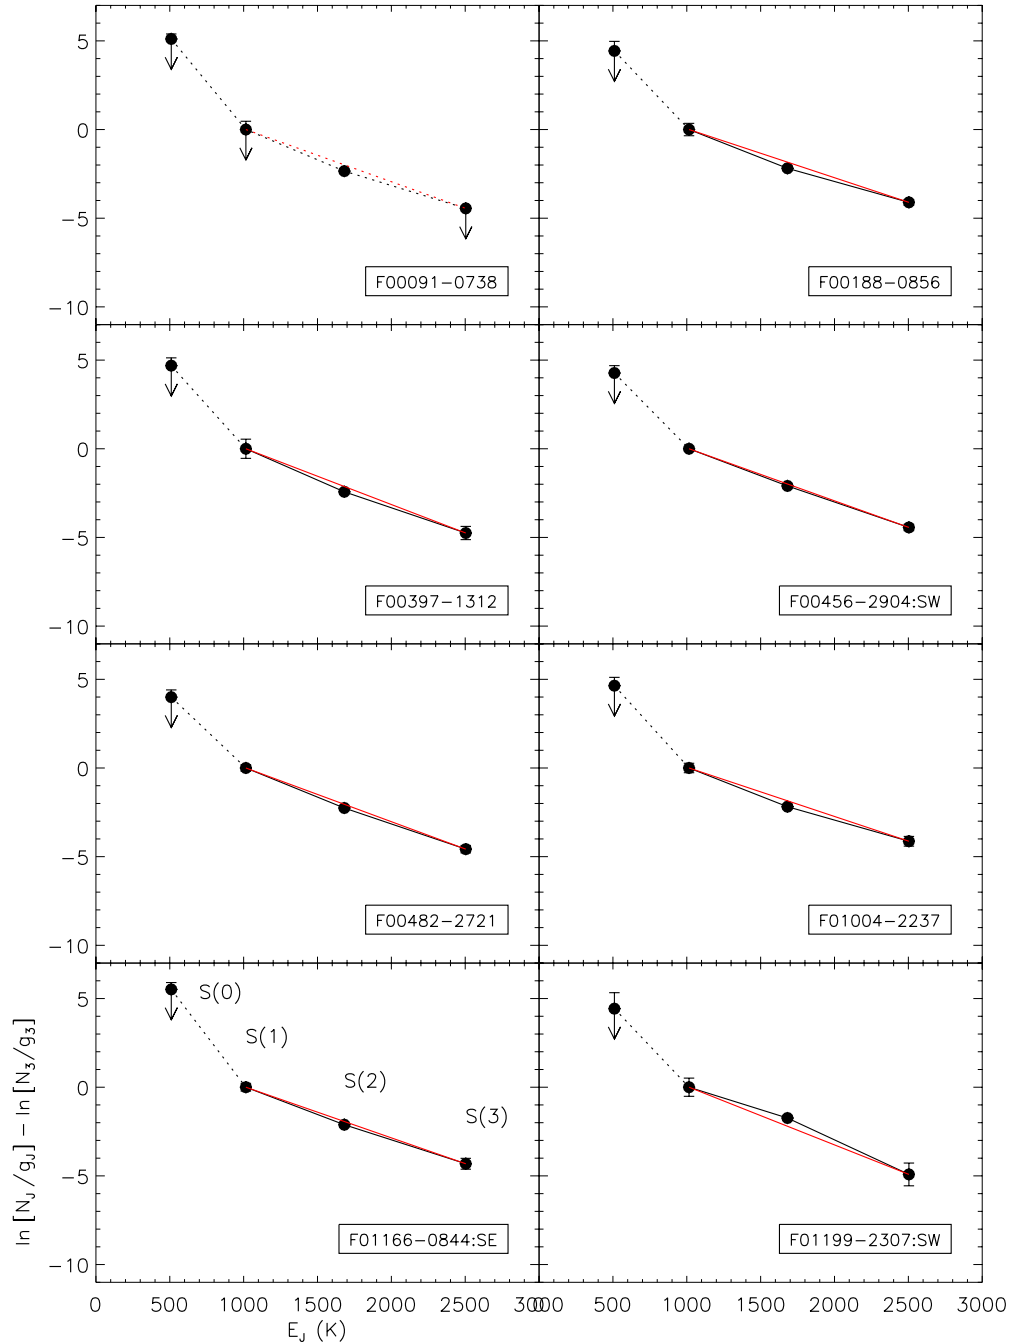 5
0
−5
−10
F00091−0738
F00188−0856
5
0
−5
−10
F00397−1312
F00456−2904:SW
5
0
−5
−10
F00482−2721
F01004−2237
5
0
−5
−10
S(0)
S(1)
S(2)
S(3)
F01166−0844:SE
F01199−2307:SW
ln [N_J/g_J] − ln [N_3/g_3]
0 500 1000 1500 2000 2500 3000
0 500 1000 1500 2000 2500 3000
E_J (K)